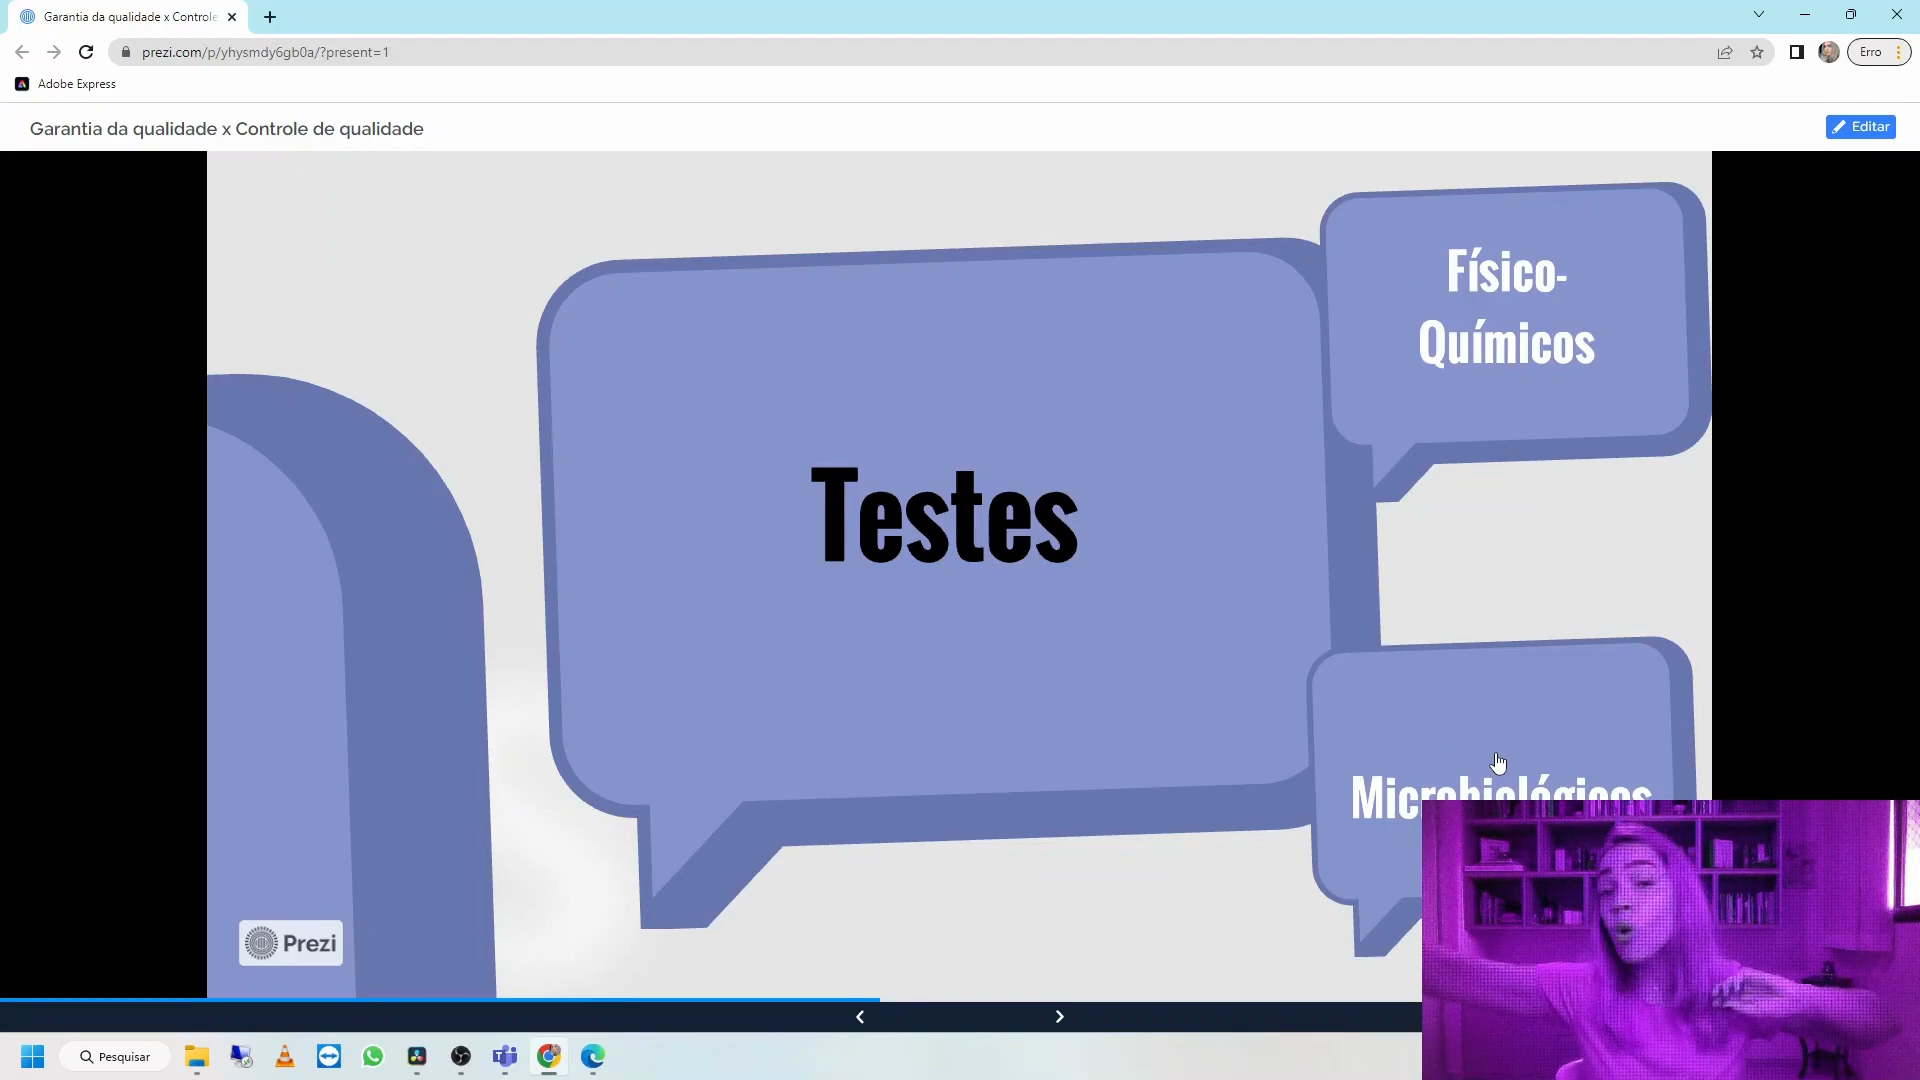 Garantia da qualidade x Controle
prezi.com/p/yhysmdy6gb0a/?present=1
Erro
Adobe Express
Garantia da qualidade x Controle de qualidade
Editar
Físico-
Químicos
Testes
Microbiológicos
Prezi
Pesquisar